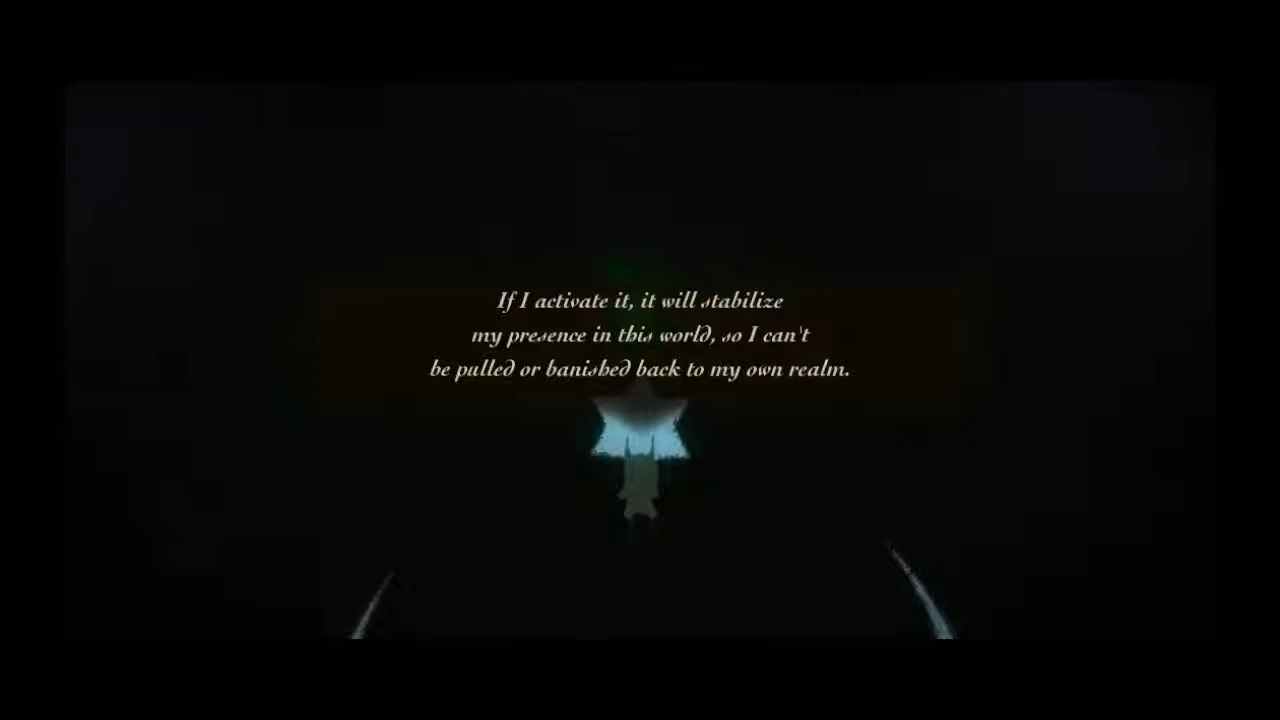 If I activate it, it will stabilize
my presence in this world, so I can't
be pulled or banished back to my own realm.